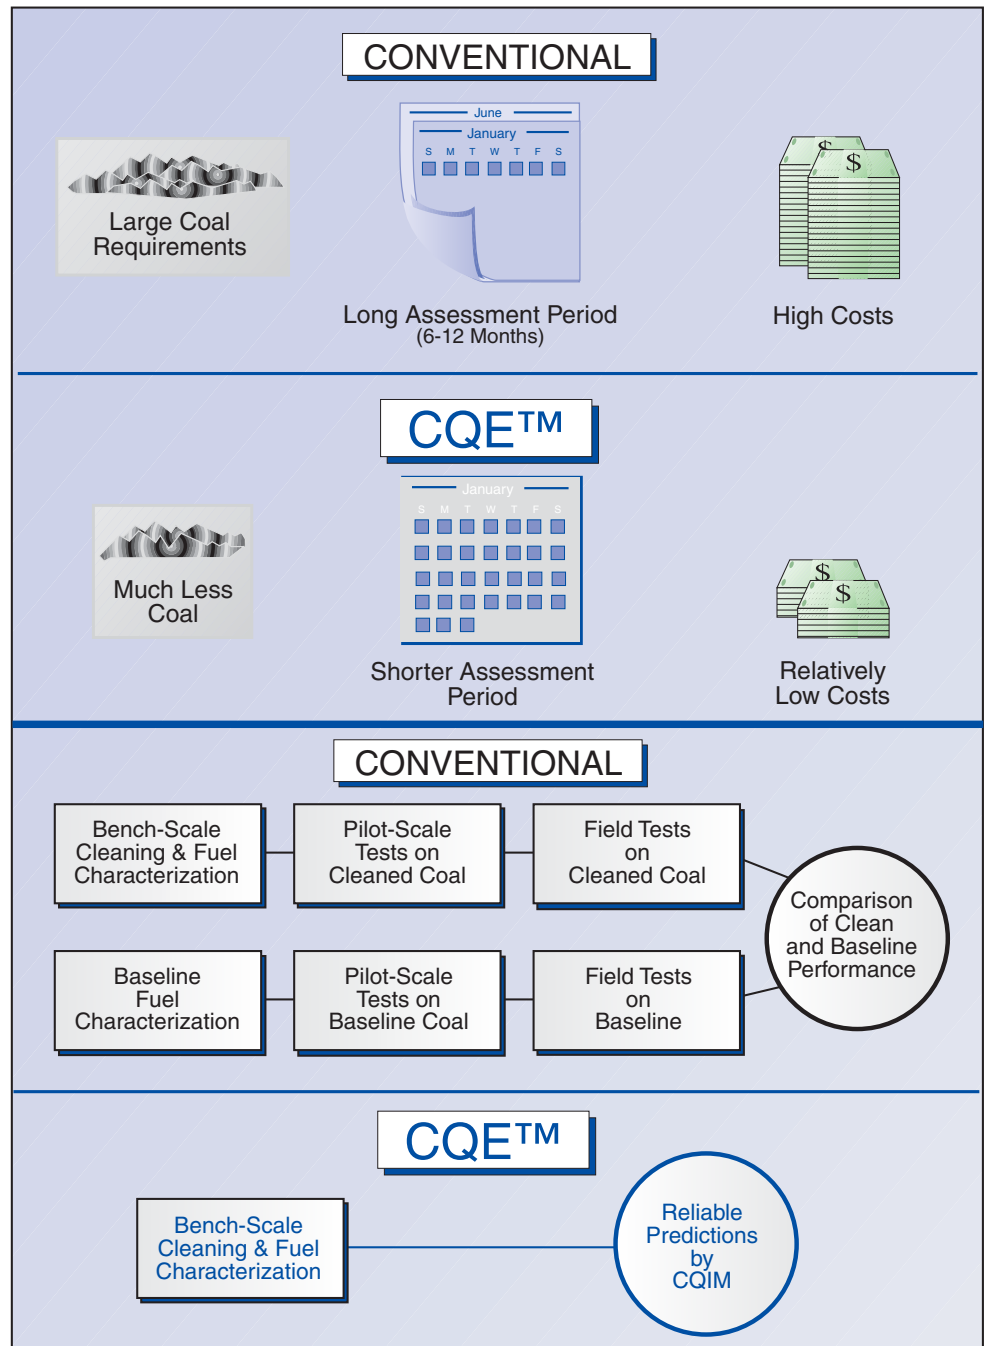 CONVENTIONAL
June
January
S M T W T F S
$
$
Large Coal
Requirements
Long Assessment Period
(6-12 Months)
High Costs
CQE™
January
S M T W T F S
$
$
Much Less
Coal
Shorter Assessment
Period
Relatively
Low Costs
CONVENTIONAL
Bench-Scale
Cleaning & Fuel
Characterization
Pilot-Scale
Tests on
Cleaned Coal
Field Tests
on
Cleaned Coal
Comparison
of Clean
and Baseline
Performance
Baseline
Fuel
Characterization
Pilot-Scale
Tests on
Baseline Coal
Field Tests
on
Baseline
CQE™
Bench-Scale
Cleaning & Fuel
Characterization
Reliable
Predictions
by
CQIM